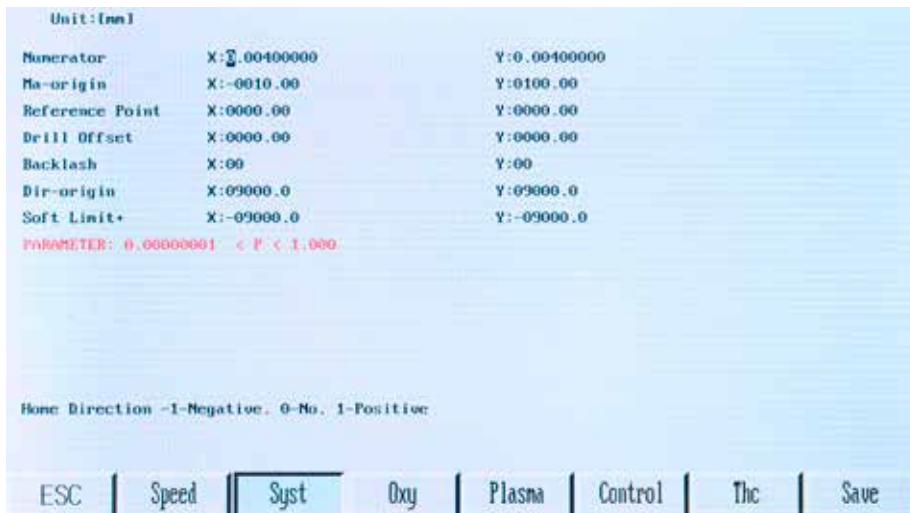 Unit:[mm]
Numerator X:0.00400000 Y:0.00400000
Ma-origin X:-0010.00 Y:0100.00
Reference Point X:0000.00 Y:0000.00
Drill Offset X:0000.00 Y:0000.00
Backlash X:00 Y:00
Dir-origin X:09000.0 Y:09000.0
Soft Limit+ X:-09000.0 Y:-09000.0
PARAMETER: 0.00000001 < P < 1.000
Home Direction -1-Negative. 0-No. 1-Positive
ESC Speed Syst Oxy Plasma Control Thc Save